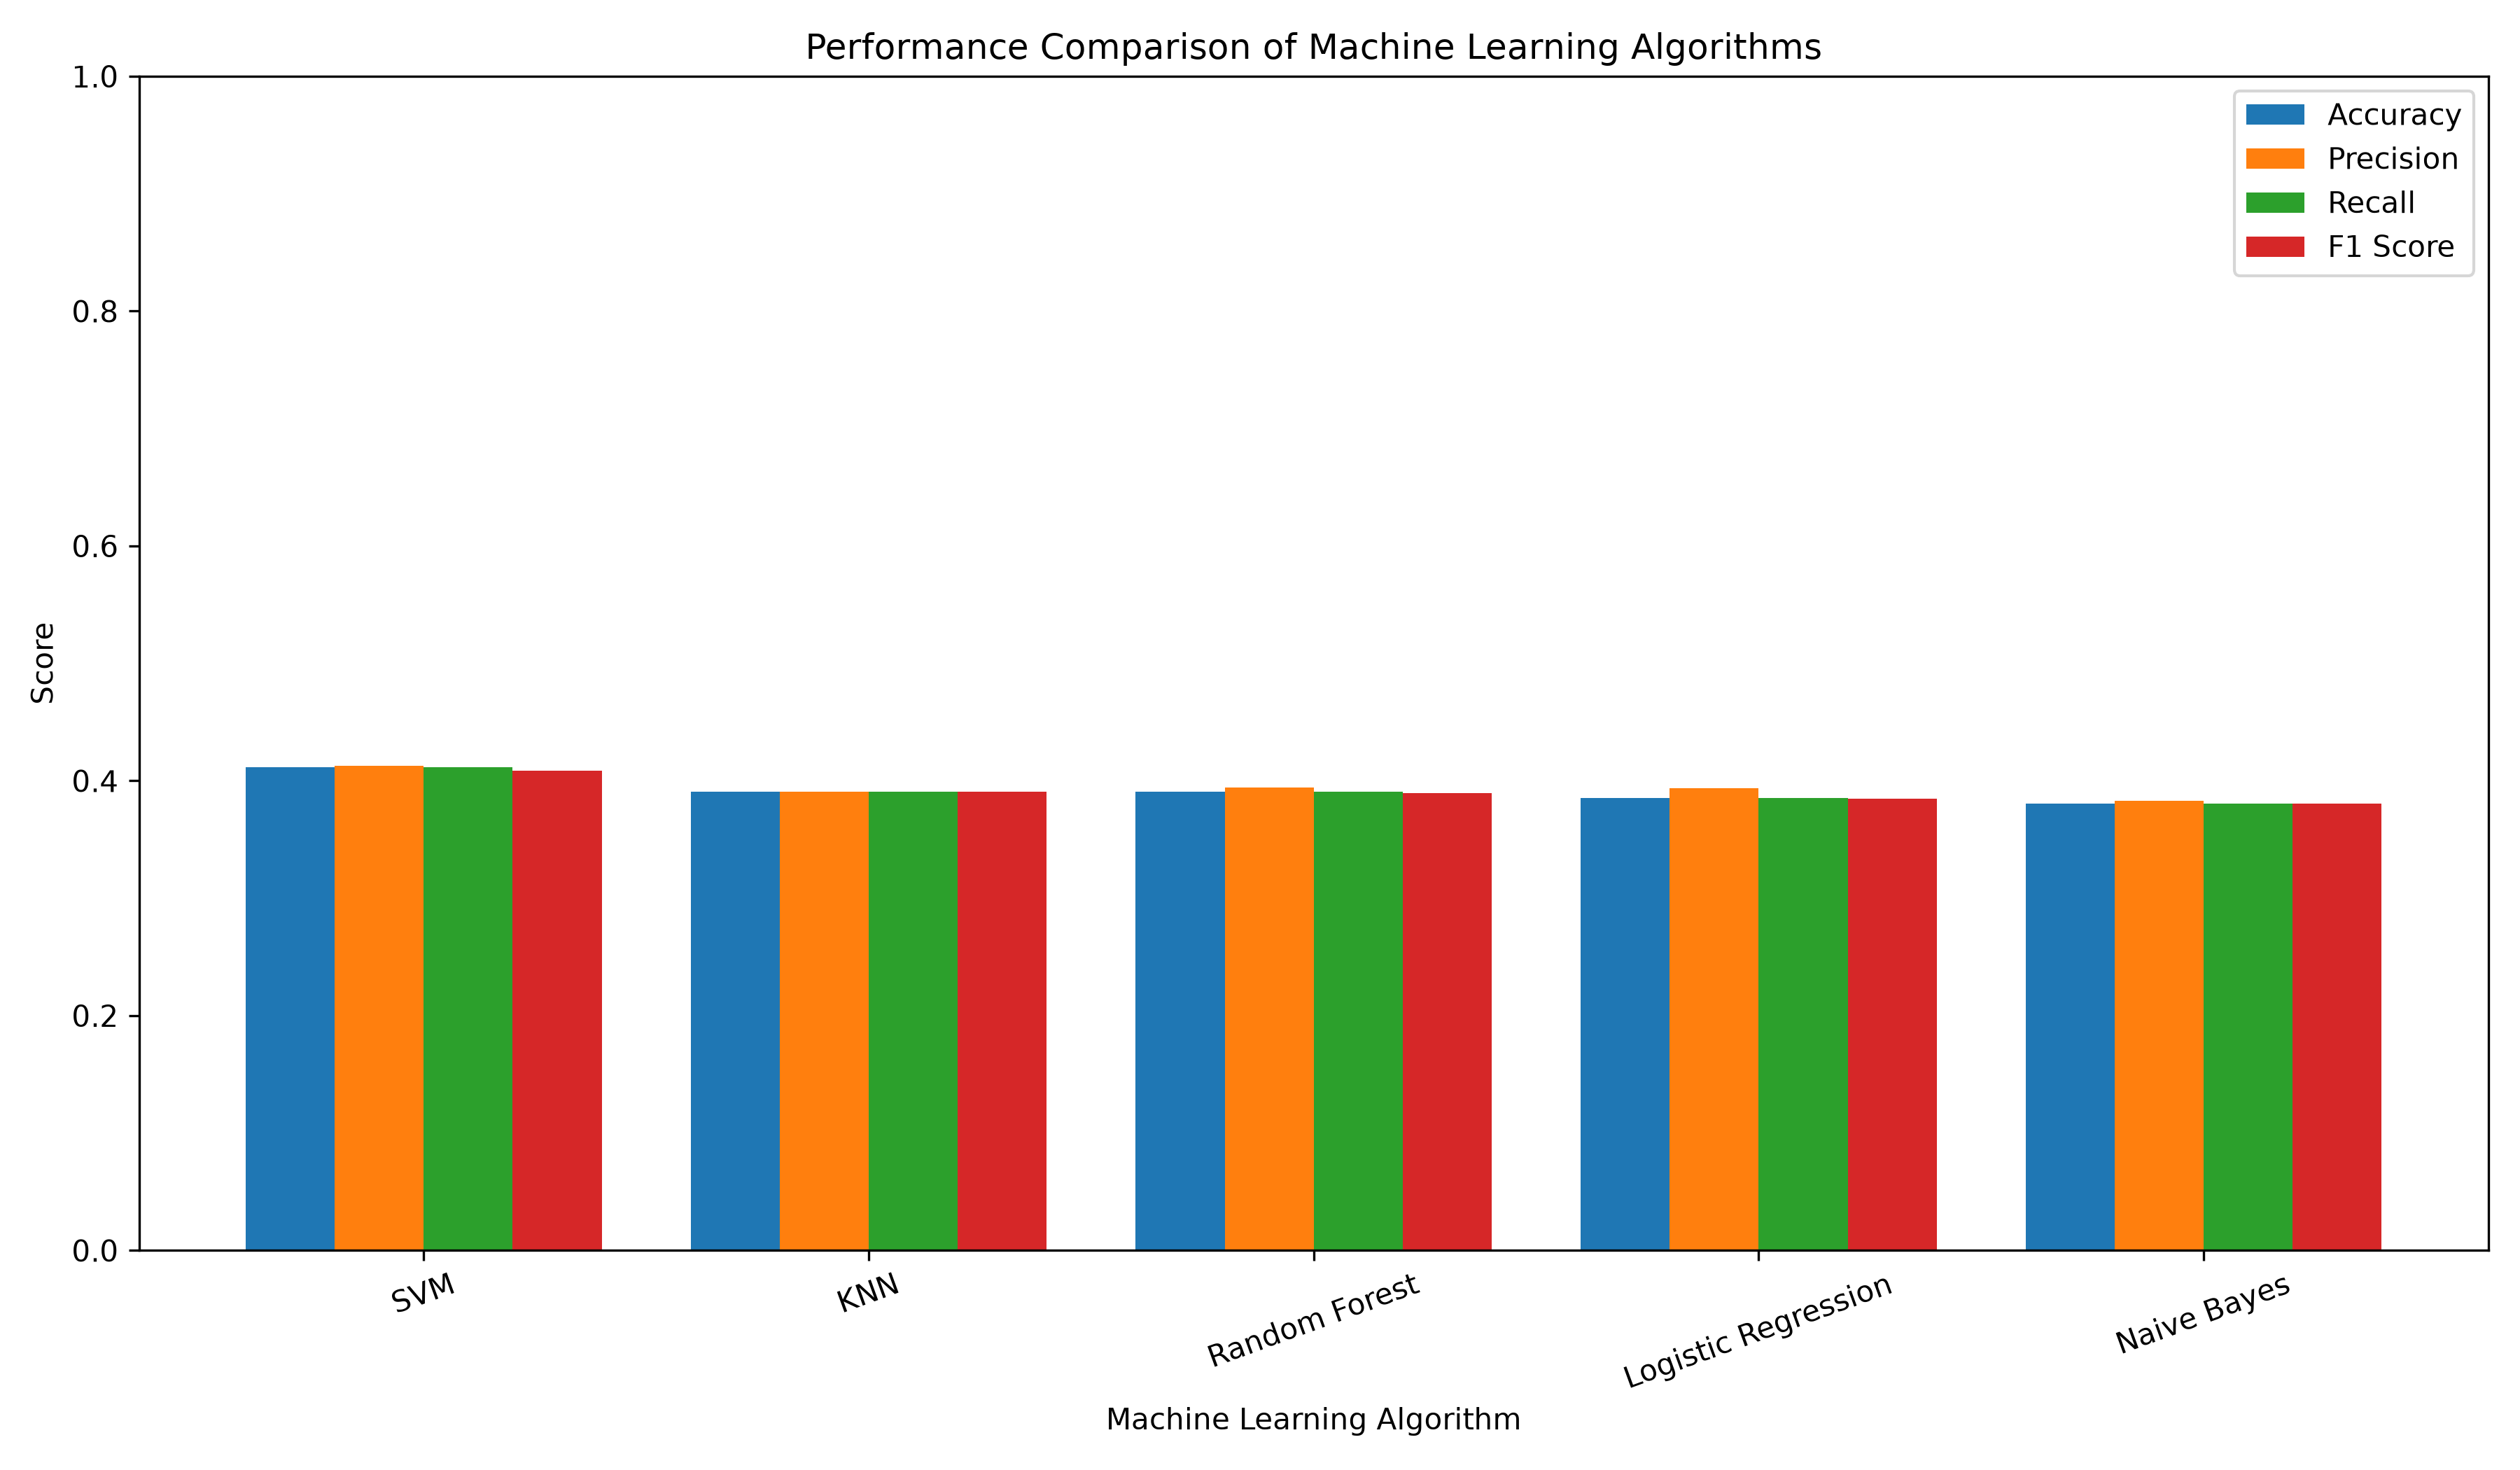 Performance Comparison of Machine Learning Algorithms
1.0
0.8
0.6
0.4
0.2
0.0
Score
Accuracy
Precision
Recall
F1 Score
SVM
KNN
Random Forest
Logistic Regression
Naive Bayes
Machine Learning Algorithm